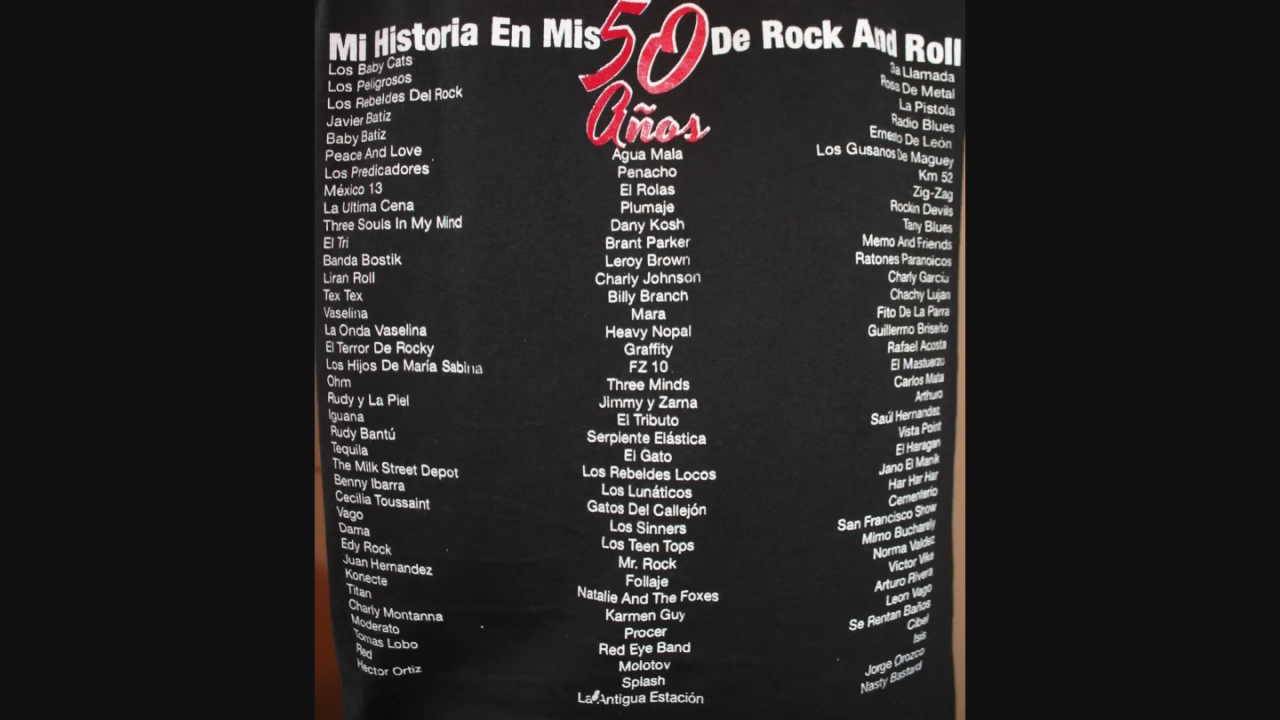 Mi Historia En Mis 50 Años De Rock And Roll
Los Baby Cats
Los Peligrosos
Los Rebeldes Del Rock
Javier Batiz
Baby Batiz
Peace And Love
Los Predicadores
México 13
La Ultima Cena
Three Souls In My Mind
El Tri
Banda Bostik
Liran Roll
Tex Tex
Vaselina
La Onda Vaselina
El Terror De Rocky
Los Hijos De María Sabina
Ohm
Rudy y La Piel
Iguana
Rudy Bantú
Tequila
The Milk Street Depot
Benny Ibarra
Cecilia Toussaint
Vago
Dama
Edy Rock
Juan Hernandez
Konecte
Titan
Charly Montanna
Moderato
Tomas Lobo
Red
Hector Ortiz
Agua Mala
Penacho
El Rolas
Plumaje
Dany Kosh
Brant Parker
Leroy Brown
Charly Johnson
Billy Branch
Mara
Heavy Nopal
Graffity
FZ 10
Three Minds
Jimmy y Zama
El Tributo
Serpiente Elástica
El Gato
Los Rebeldes Locos
Los Lunáticos
Gatos Del Callejón
Los Sinners
Los Teen Tops
Mr. Rock
Follaje
Natalie And The Foxes
Karmen Guy
Procer
Red Eye Band
Molotov
Splash
La Antigua Estación
3a Llamada
Rosa De Metal
La Pistola
Radio Blues
Ernesto De León
Los Gusanos De Maguey
Km 52
Zig-Zag
Rockin Devils
Tany Blues
Memo And Friends
Ratones Paranoicos
Charly García
Chachy Lujan
Fito De La Parra
Guillermo Briseño
Rafael Acosta
El Mastuerzo
Carlos Mata
Arthuro
Saúl Hernandez
Vista Point
El Haragan
Jano El Manik
Har Har Har
Cementerio
San Francisco Show
Mimo Bucharely
Norma Valdez
Victor Vike
Arturo Rivera
Leon Vago
Se Rentan Baños
Cibel
Isis
Jorge Orozco
Nasty Bastard